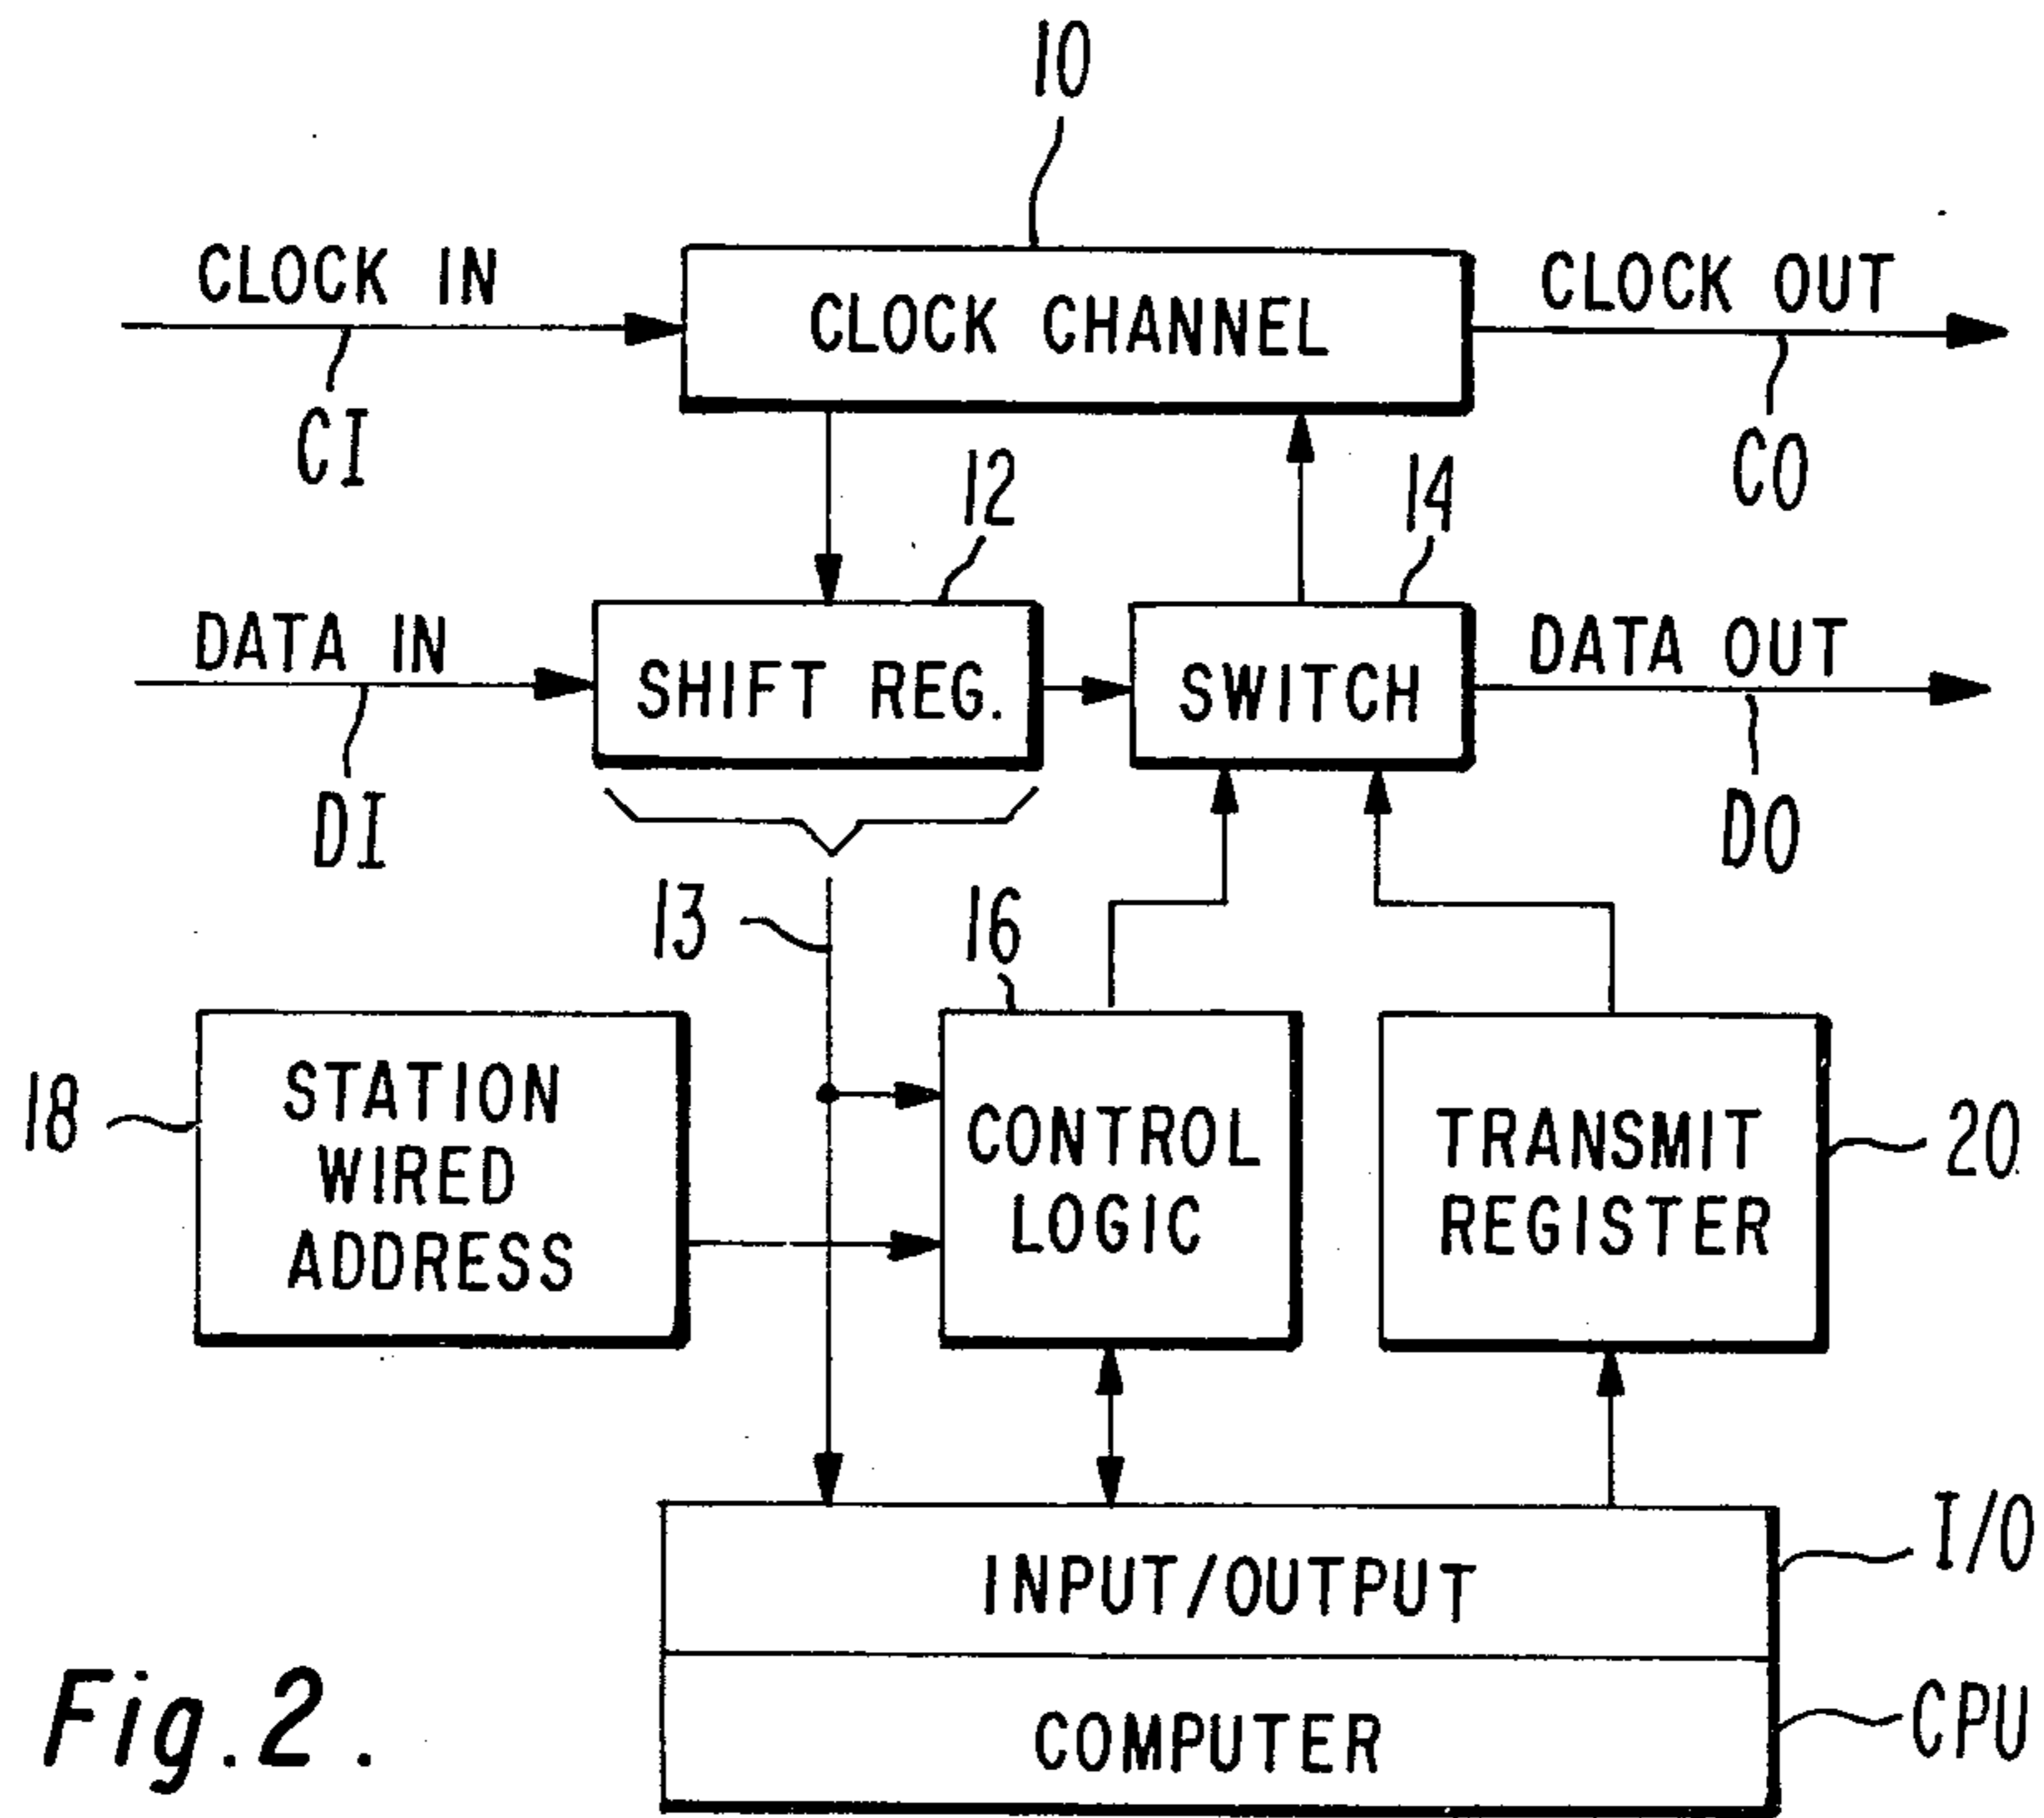 10
CLOCK IN
CLOCK CHANNEL
CLOCK OUT
CI
CO
12
14
DATA IN
SHIFT REG.
SWITCH
DATA OUT
DI
DO
13
16
18
STATION
WIRED
ADDRESS
CONTROL
LOGIC
TRANSMIT
REGISTER
20
INPUT/OUTPUT
I/O
COMPUTER
CPU
Fig.2.